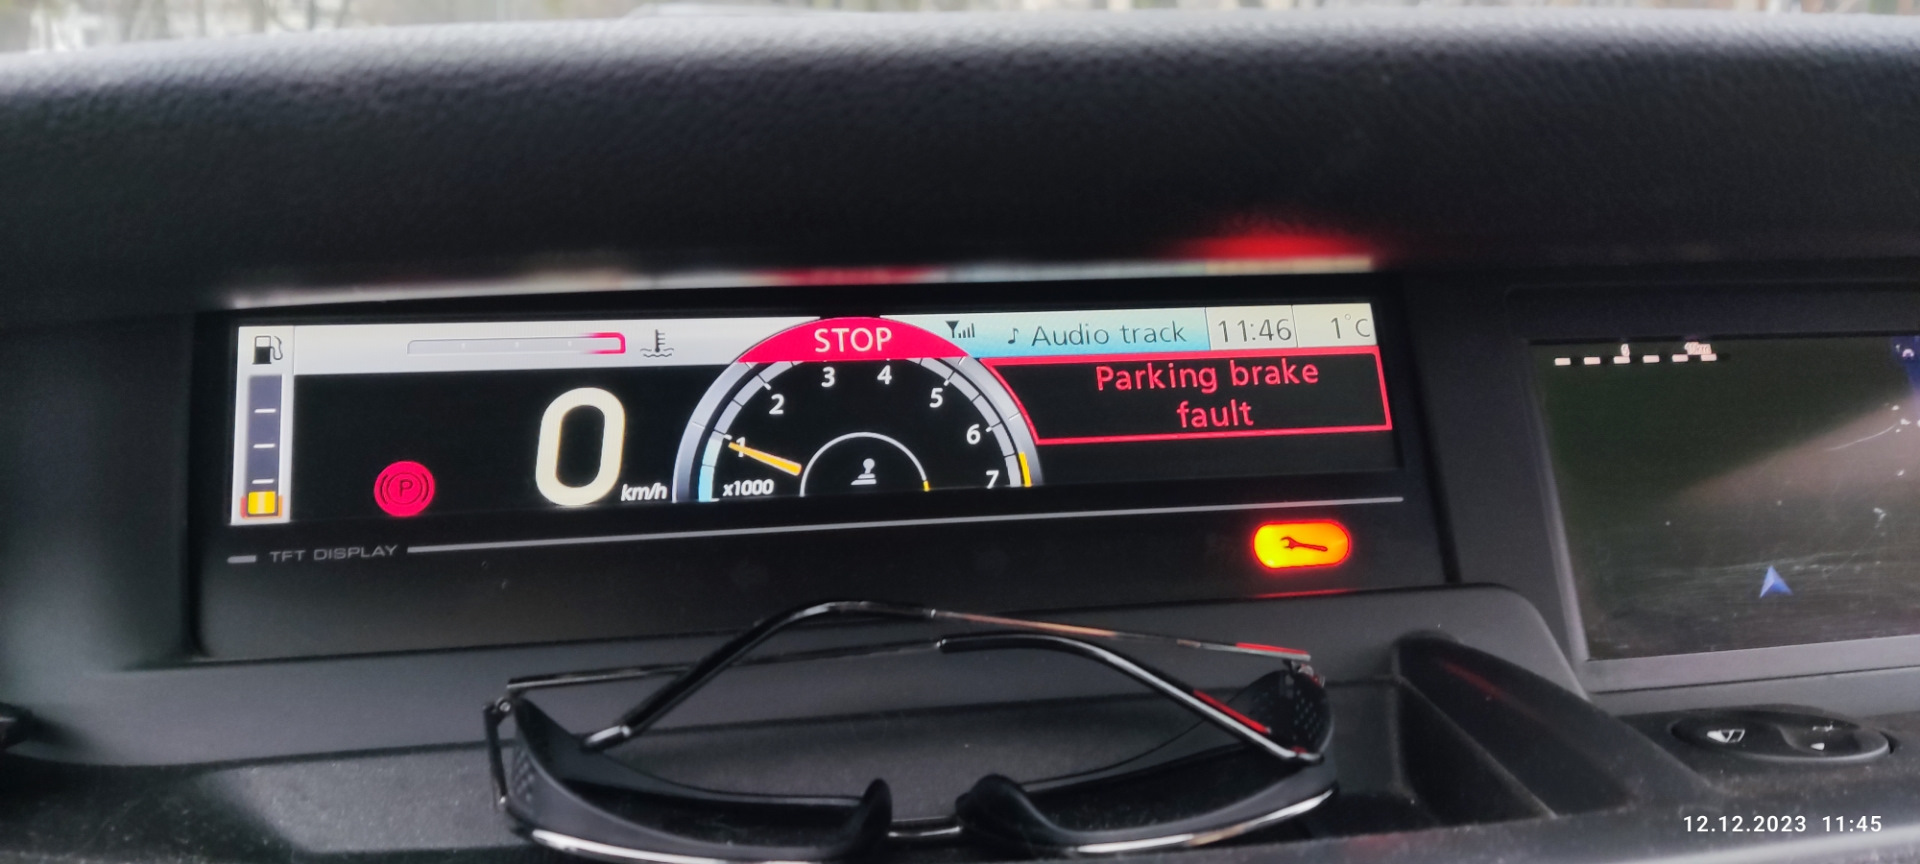 STOP
♪ Audio track 11:46 1°C
Parking brake
fault
1 2 3 4 5 6 7
x1000
0 km/h
P
TFT DISPLAY
12.12.2023 11:45